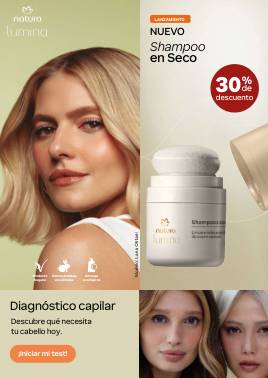 natura
lumina
LANZAMIENTO
NUEVO
Shampoo
en Seco
30%
de
descuento
natura
lumina
Shampoo
Diagnóstico capilar
Descubre qué necesita
tu cabello hoy.
¡Iniciar mi test!